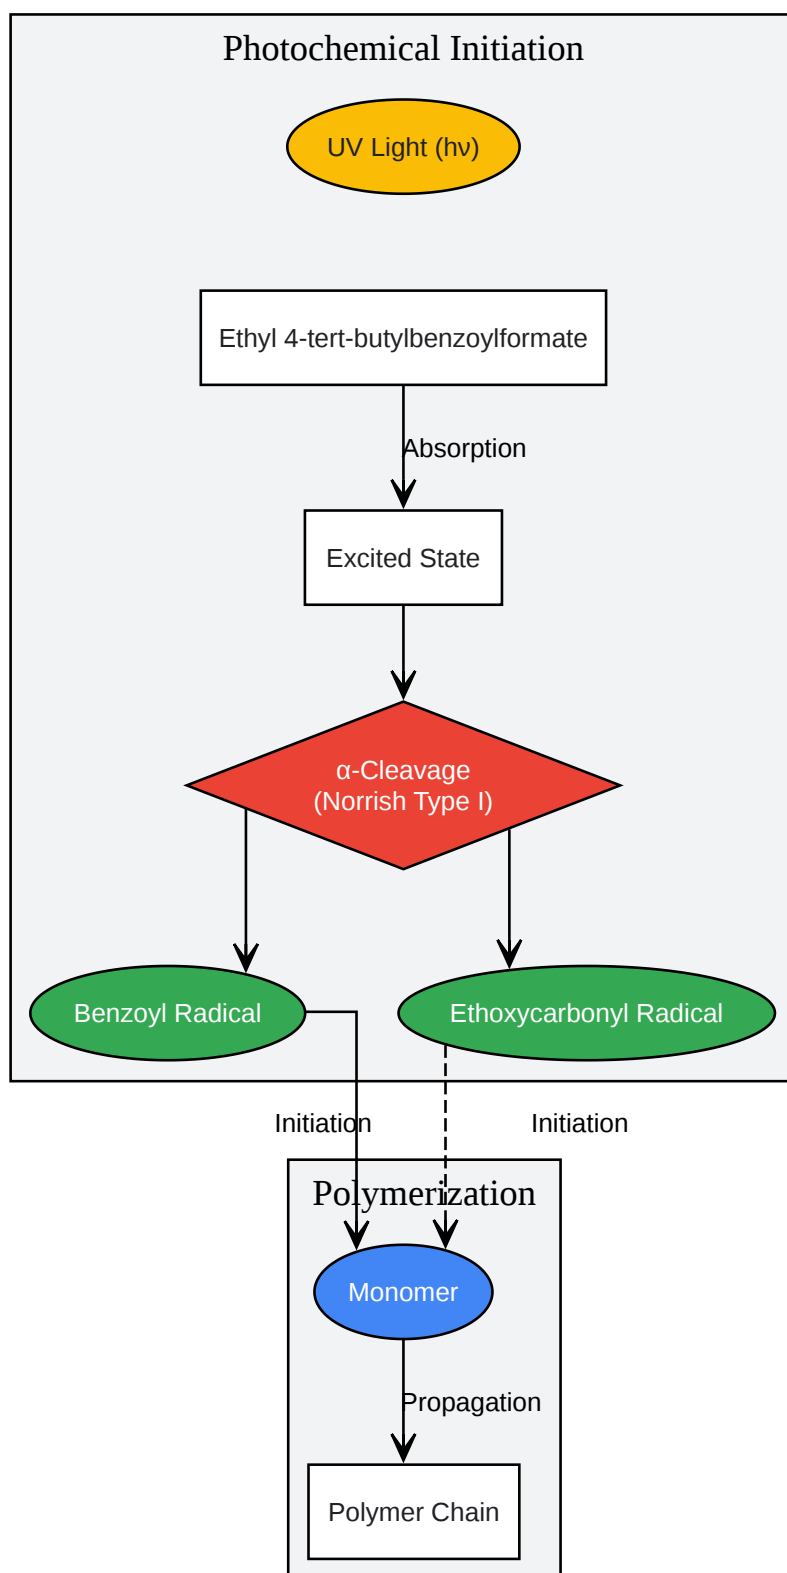 Photochemical Initiation
UV Light (hν)
Ethyl 4-tert-butylbenzoylformate
Absorption
Excited State
α-Cleavage
(Norrish Type I)
Benzoyl Radical
Ethoxycarbonyl Radical
Initiation
Initiation
Polymerization
Monomer
Propagation
Polymer Chain